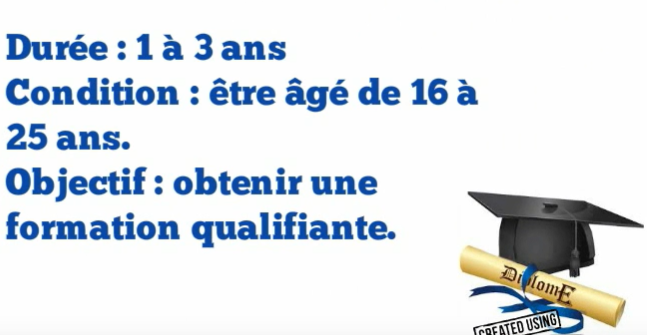 Durée : 1 à 3 ans
Condition : être âgé de 16 à
25 ans.
Objectif : obtenir une
formation qualifiante.
Diplome
CREATED USING